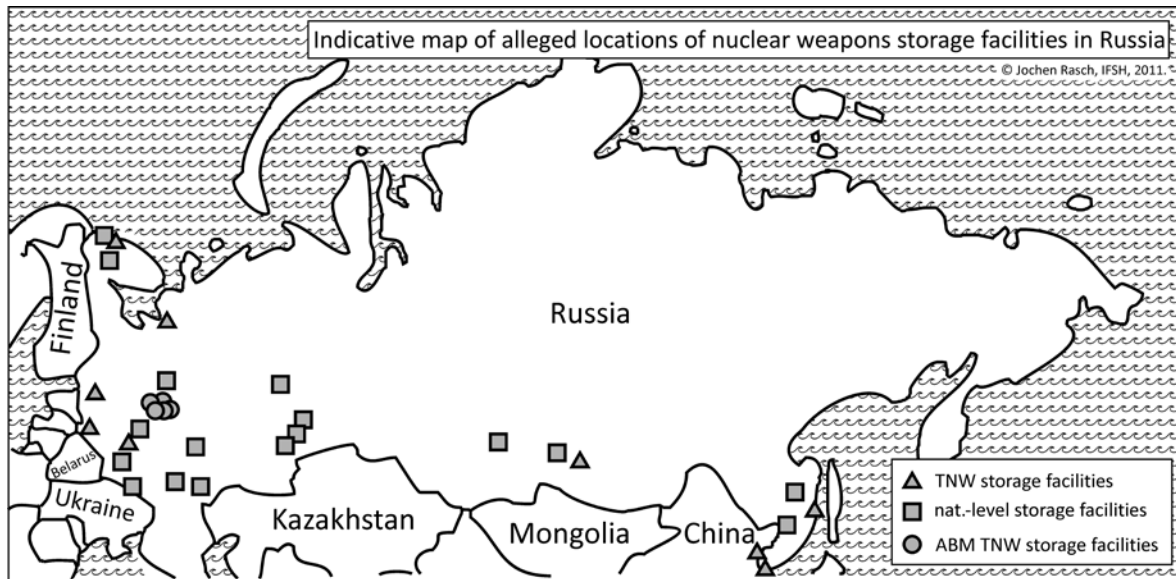 Indicative map of alleged locations of nuclear weapons storage facilities in Russia
© Jochen Rasch, IFSH, 2011.
Finland
Russia
Belarus
Ukraine
Kazakhstan
Mongolia
China
TNW storage facilities
nat.-level storage facilities
ABM TNW storage facilities